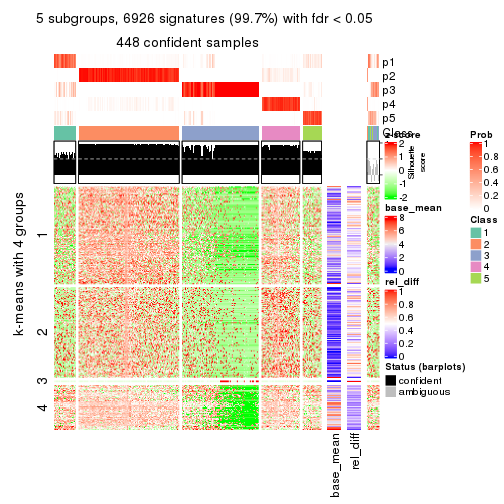 5 subgroups, 6926 signatures (99.7%) with fdr < 0.05
448 confident samples
p1
p2
p3
p4
p5
Class
Silhouette
score
k-means with 4 groups
1
2
3
4
base_mean
rel_diff
z-score
2
1
0
-1
-2
base_mean
8
6
4
2
0
rel_diff
1
0.8
0.6
0.4
0.2
0
Status (barplots)
confident
ambiguous
Prob
1
0.8
0.6
0.4
0.2
0
Class
1
2
3
4
5